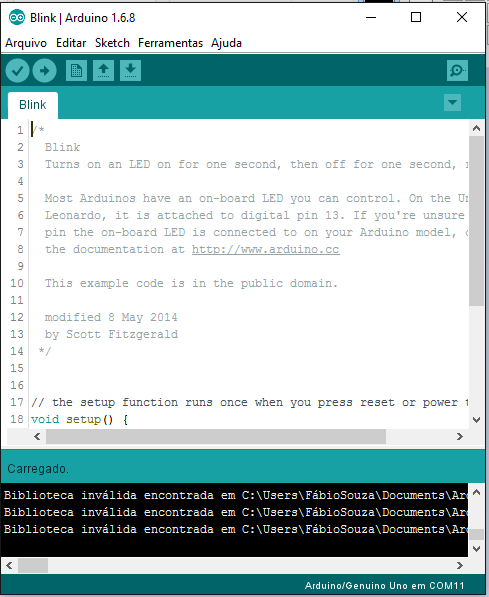 Blink | Arduino 1.6.8
Arquivo Editar Sketch Ferramentas Ajuda
Blink
1 /*
2 Blink
3 Turns on an LED on for one second, then off for one second,
4
5 Most Arduinos have an on-board LED you can control. On the
6 Leonardo, it is attached to digital pin 13. If you're unsure
7 pin the on-board LED is connected to on your Arduino model,
8 the documentation at http://www.arduino.cc
9
10 This example code is in the public domain.
11
12 modified 8 May 2014
13 by Scott Fitzgerald
14 */
15
16
17 // the setup function runs once when you press reset or power
18 void setup() {
Carregado.
Biblioteca inválida encontrada em C:\Users\FábioSouza\Documents\Ard
Biblioteca inválida encontrada em C:\Users\FábioSouza\Documents\Ard
Biblioteca inválida encontrada em C:\Users\FábioSouza\Documents\Ard
Arduino/Genuino Uno em COM11